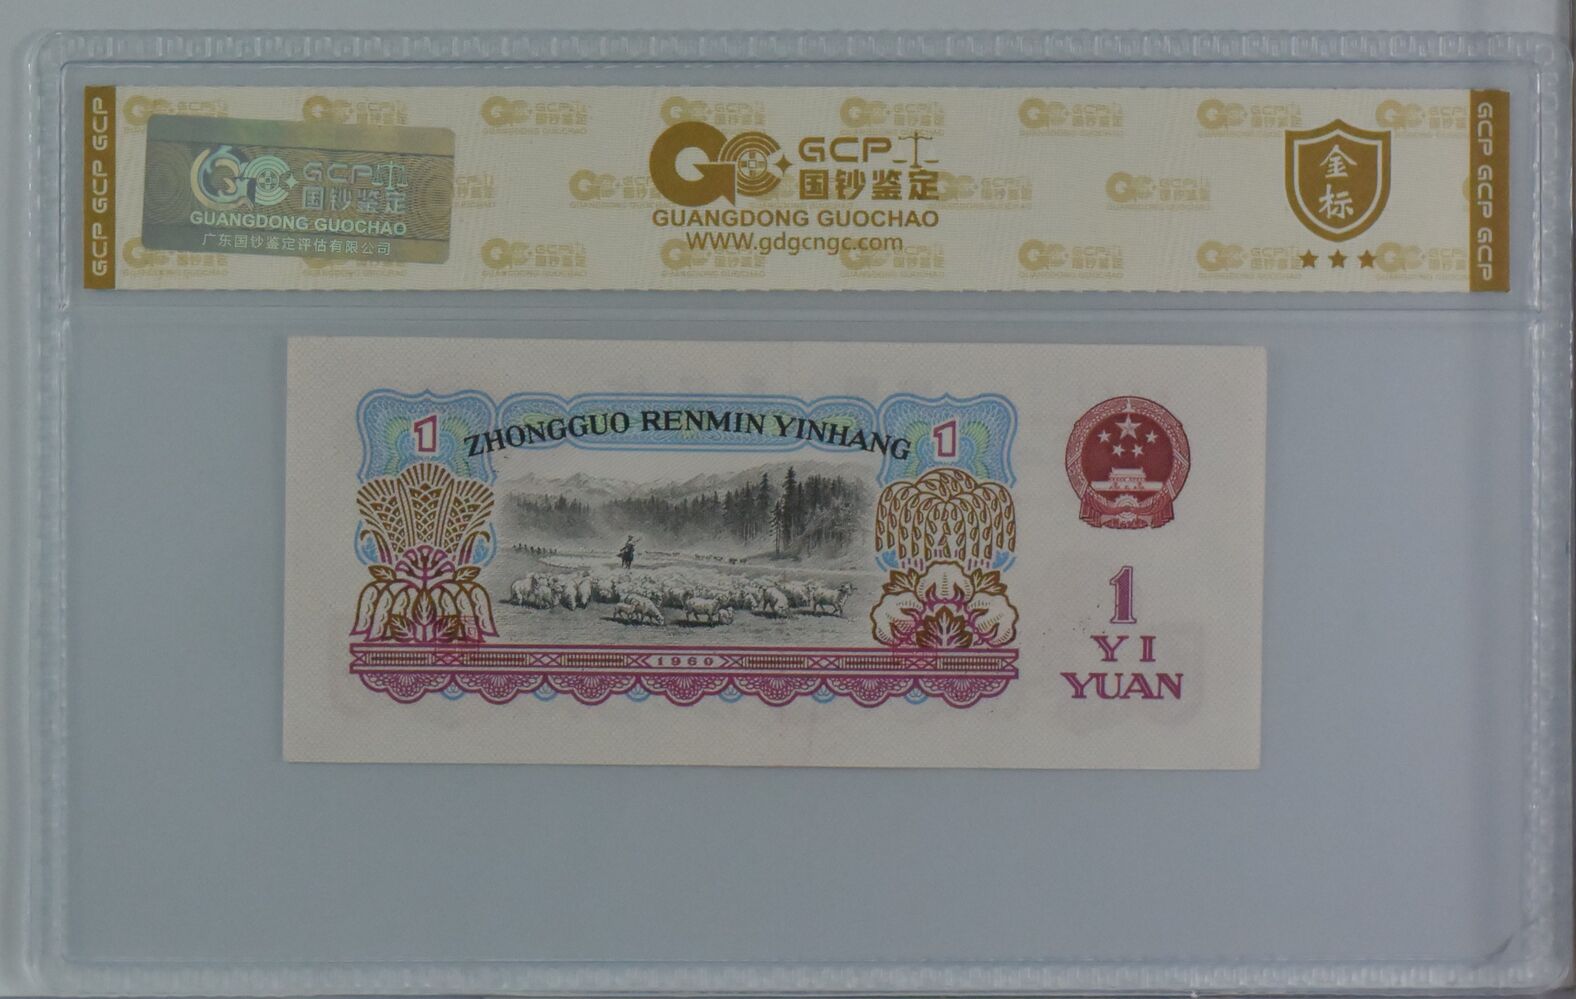 GCP GCP GCP
GCP
国钞鉴定
GUANGDONG GUOCHAO
广东国钞鉴定评估有限公司
GCP
国钞鉴定
GUANGDONG GUOCHAO
WWW.gdgcngc.com
金
标
GCP GCP GCP
1
ZHONGGUO RENMIN YINHANG
1
1960
1
YI
YUAN